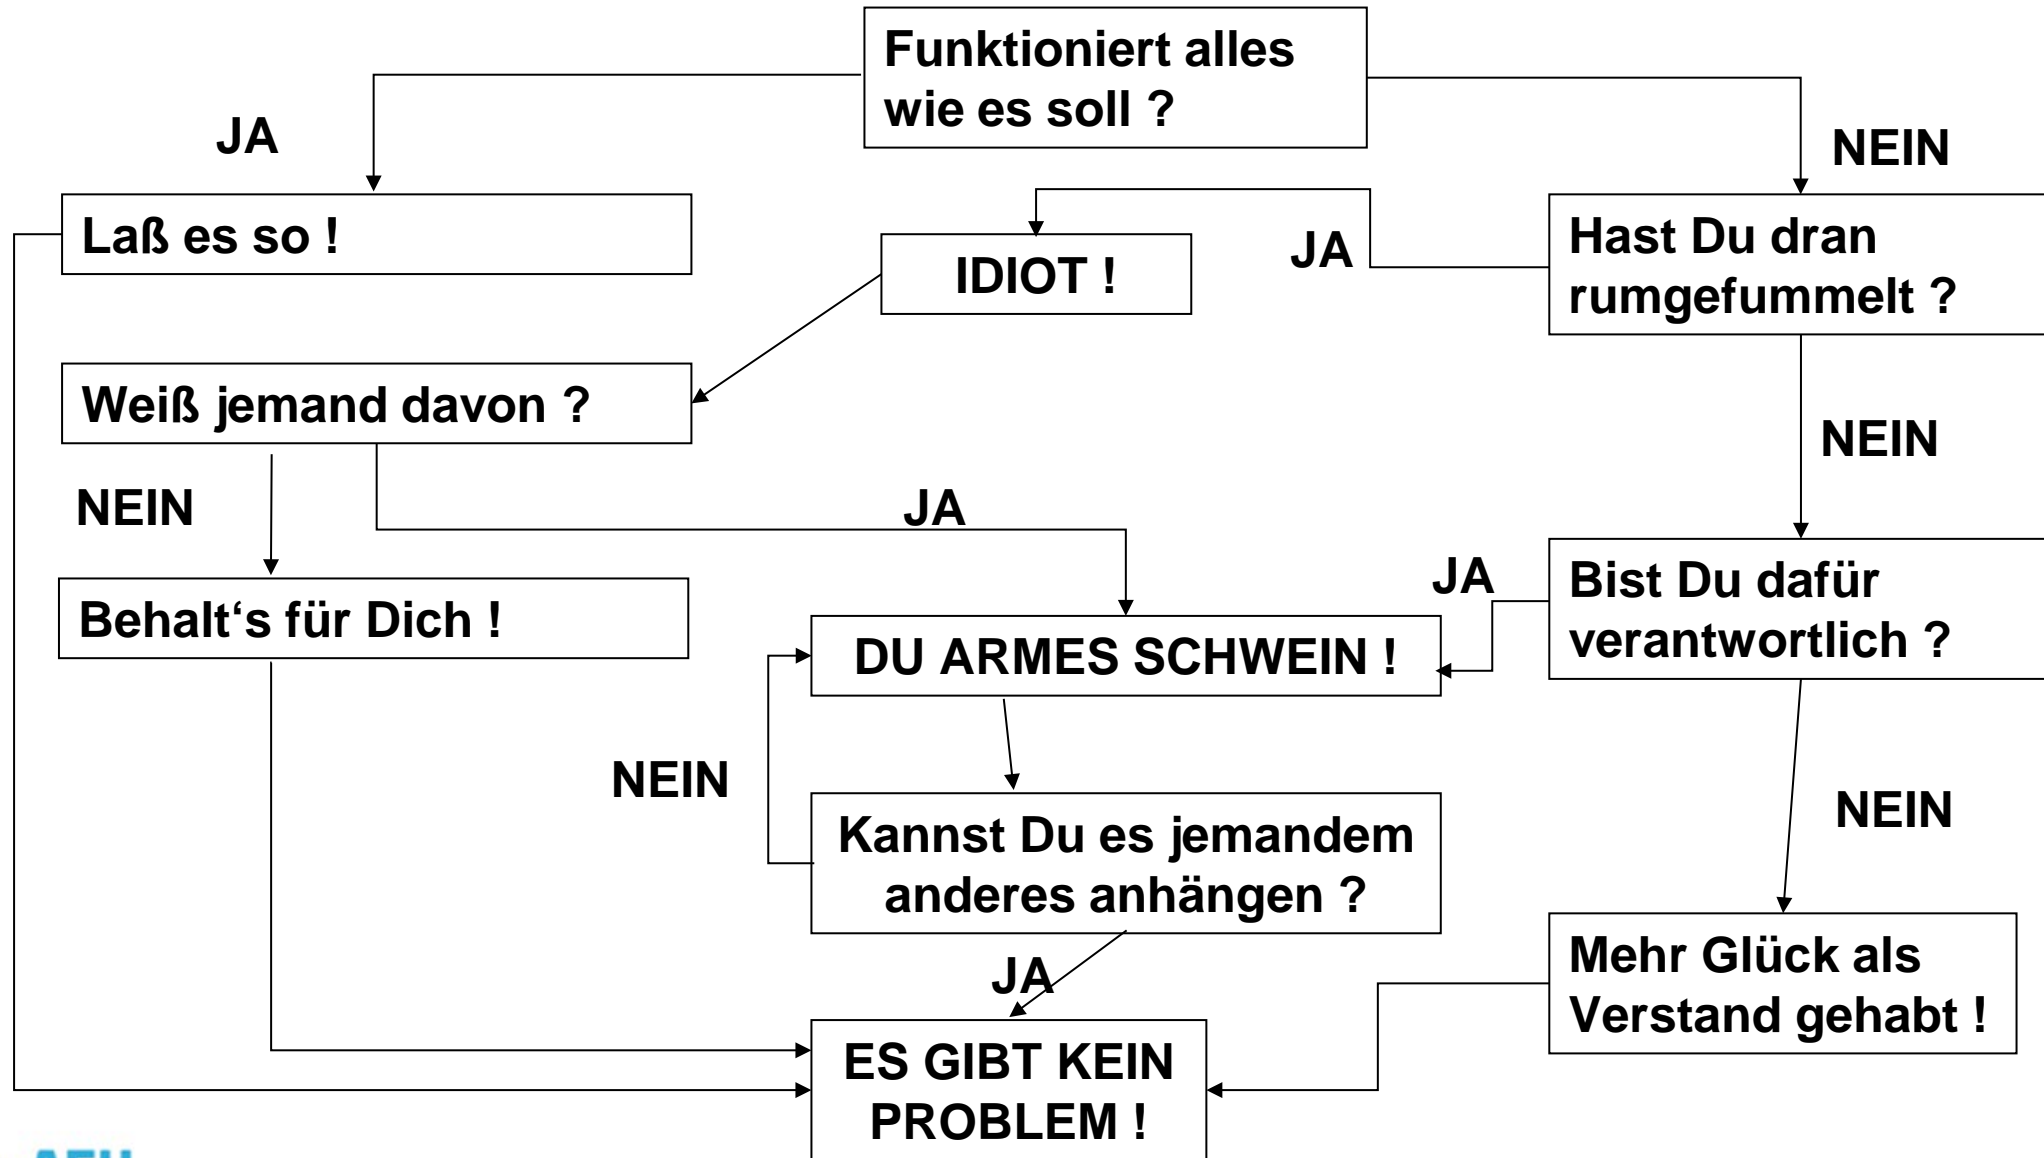 Funktioniert alles
wie es soll ?
JA
NEIN
Laß es so !
IDIOT !
JA
Hast Du dran
rumgefummelt ?
Weiß jemand davon ?
NEIN
NEIN
JA
Behalt‘s für Dich !
JA
Bist Du dafür
verantwortlich ?
DU ARMES SCHWEIN !
NEIN
Kannst Du es jemandem
anderes anhängen ?
NEIN
JA
Mehr Glück als
Verstand gehabt !
ES GIBT KEIN
PROBLEM !